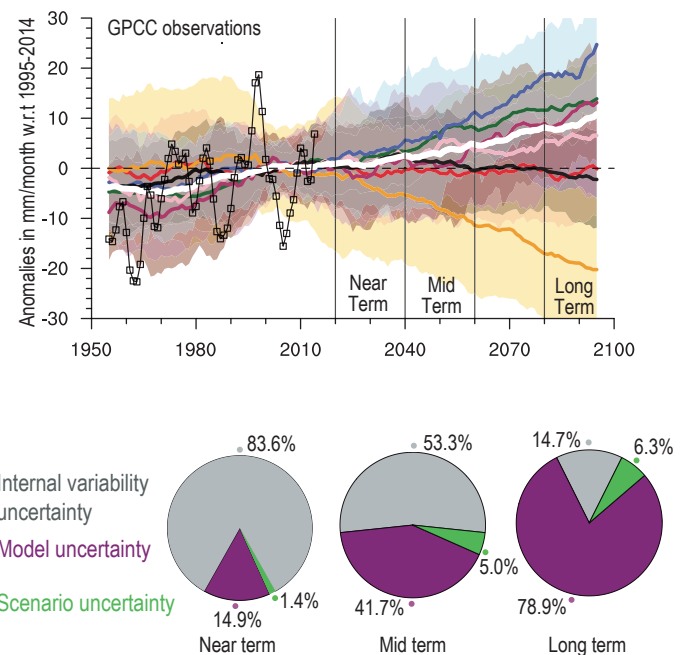 30
GPCC observations
20
10
0
-10
-20
-30
Anomalies in mm/month w.r.t 1995-2014
Near
Term
Mid
Term
Long
Term
1950
1980
2010
2040
2070
2100
83.6%
53.3%
14.7%
6.3%
Internal variability
uncertainty
Model uncertainty
Scenario uncertainty
14.9%
1.4%
41.7%
5.0%
78.9%
Near term
Mid term
Long term